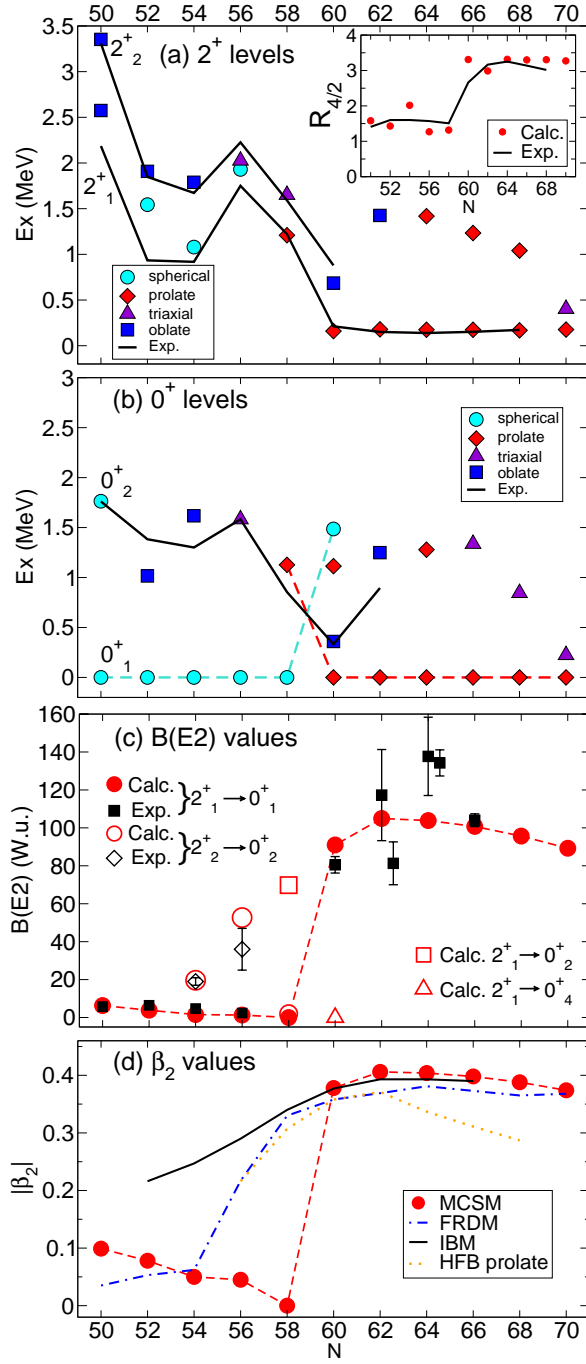 50 52 54 56 58 60 62 64 66 68 70
(a) 2+ levels
3.5
3
2.5
2
1.5
1
0.5
0
Ex (MeV)
2+2
2+1
spherical
prolate
triaxial
oblate
Exp.
R4/2
4
3
2
1
0
52 56 60 64 68
N
Calc.
Exp.
(b) 0+ levels
3
2.5
2
1.5
1
0.5
0
Ex (MeV)
0+2
0+1
spherical
prolate
triaxial
oblate
Exp.
(c) B(E2) values
160
140
120
100
80
60
40
20
0
B(E2) (W.u.)
Calc.
Exp.
} 2+1 → 0+1
Calc.
Exp.
} 2+2 → 0+2
Calc. 2+1 → 0+2
Calc. 2+1 → 0+4
(d) β2 values
0.4
0.3
0.2
0.1
0
|β2|
MCSM
FRDM
IBM
HFB prolate
50 52 54 56 58 60 62 64 66 68 70
N